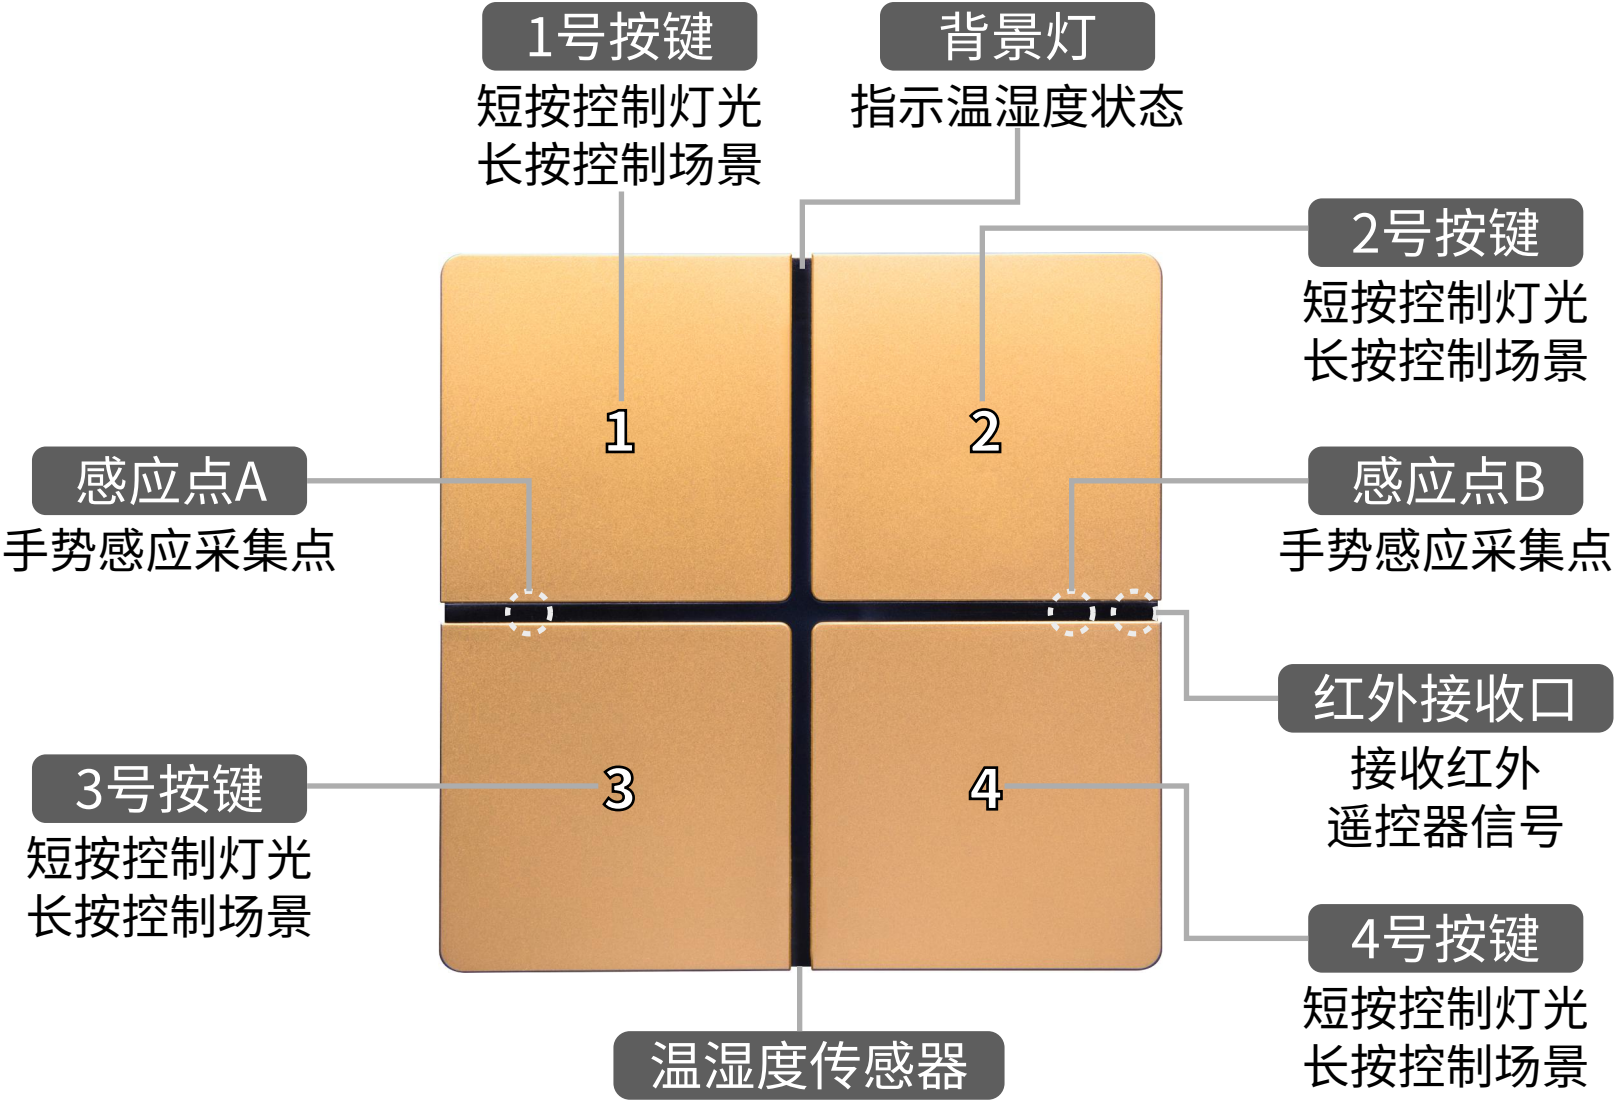 1号按键
短按控制灯光
长按控制场景
背景灯
指示温湿度状态
2号按键
短按控制灯光
长按控制场景
1
2
感应点A
手势感应采集点
感应点B
手势感应采集点
红外接收口
接收红外
遥控器信号
3号按键
短按控制灯光
长按控制场景
3
4
4号按键
短按控制灯光
长按控制场景
温湿度传感器